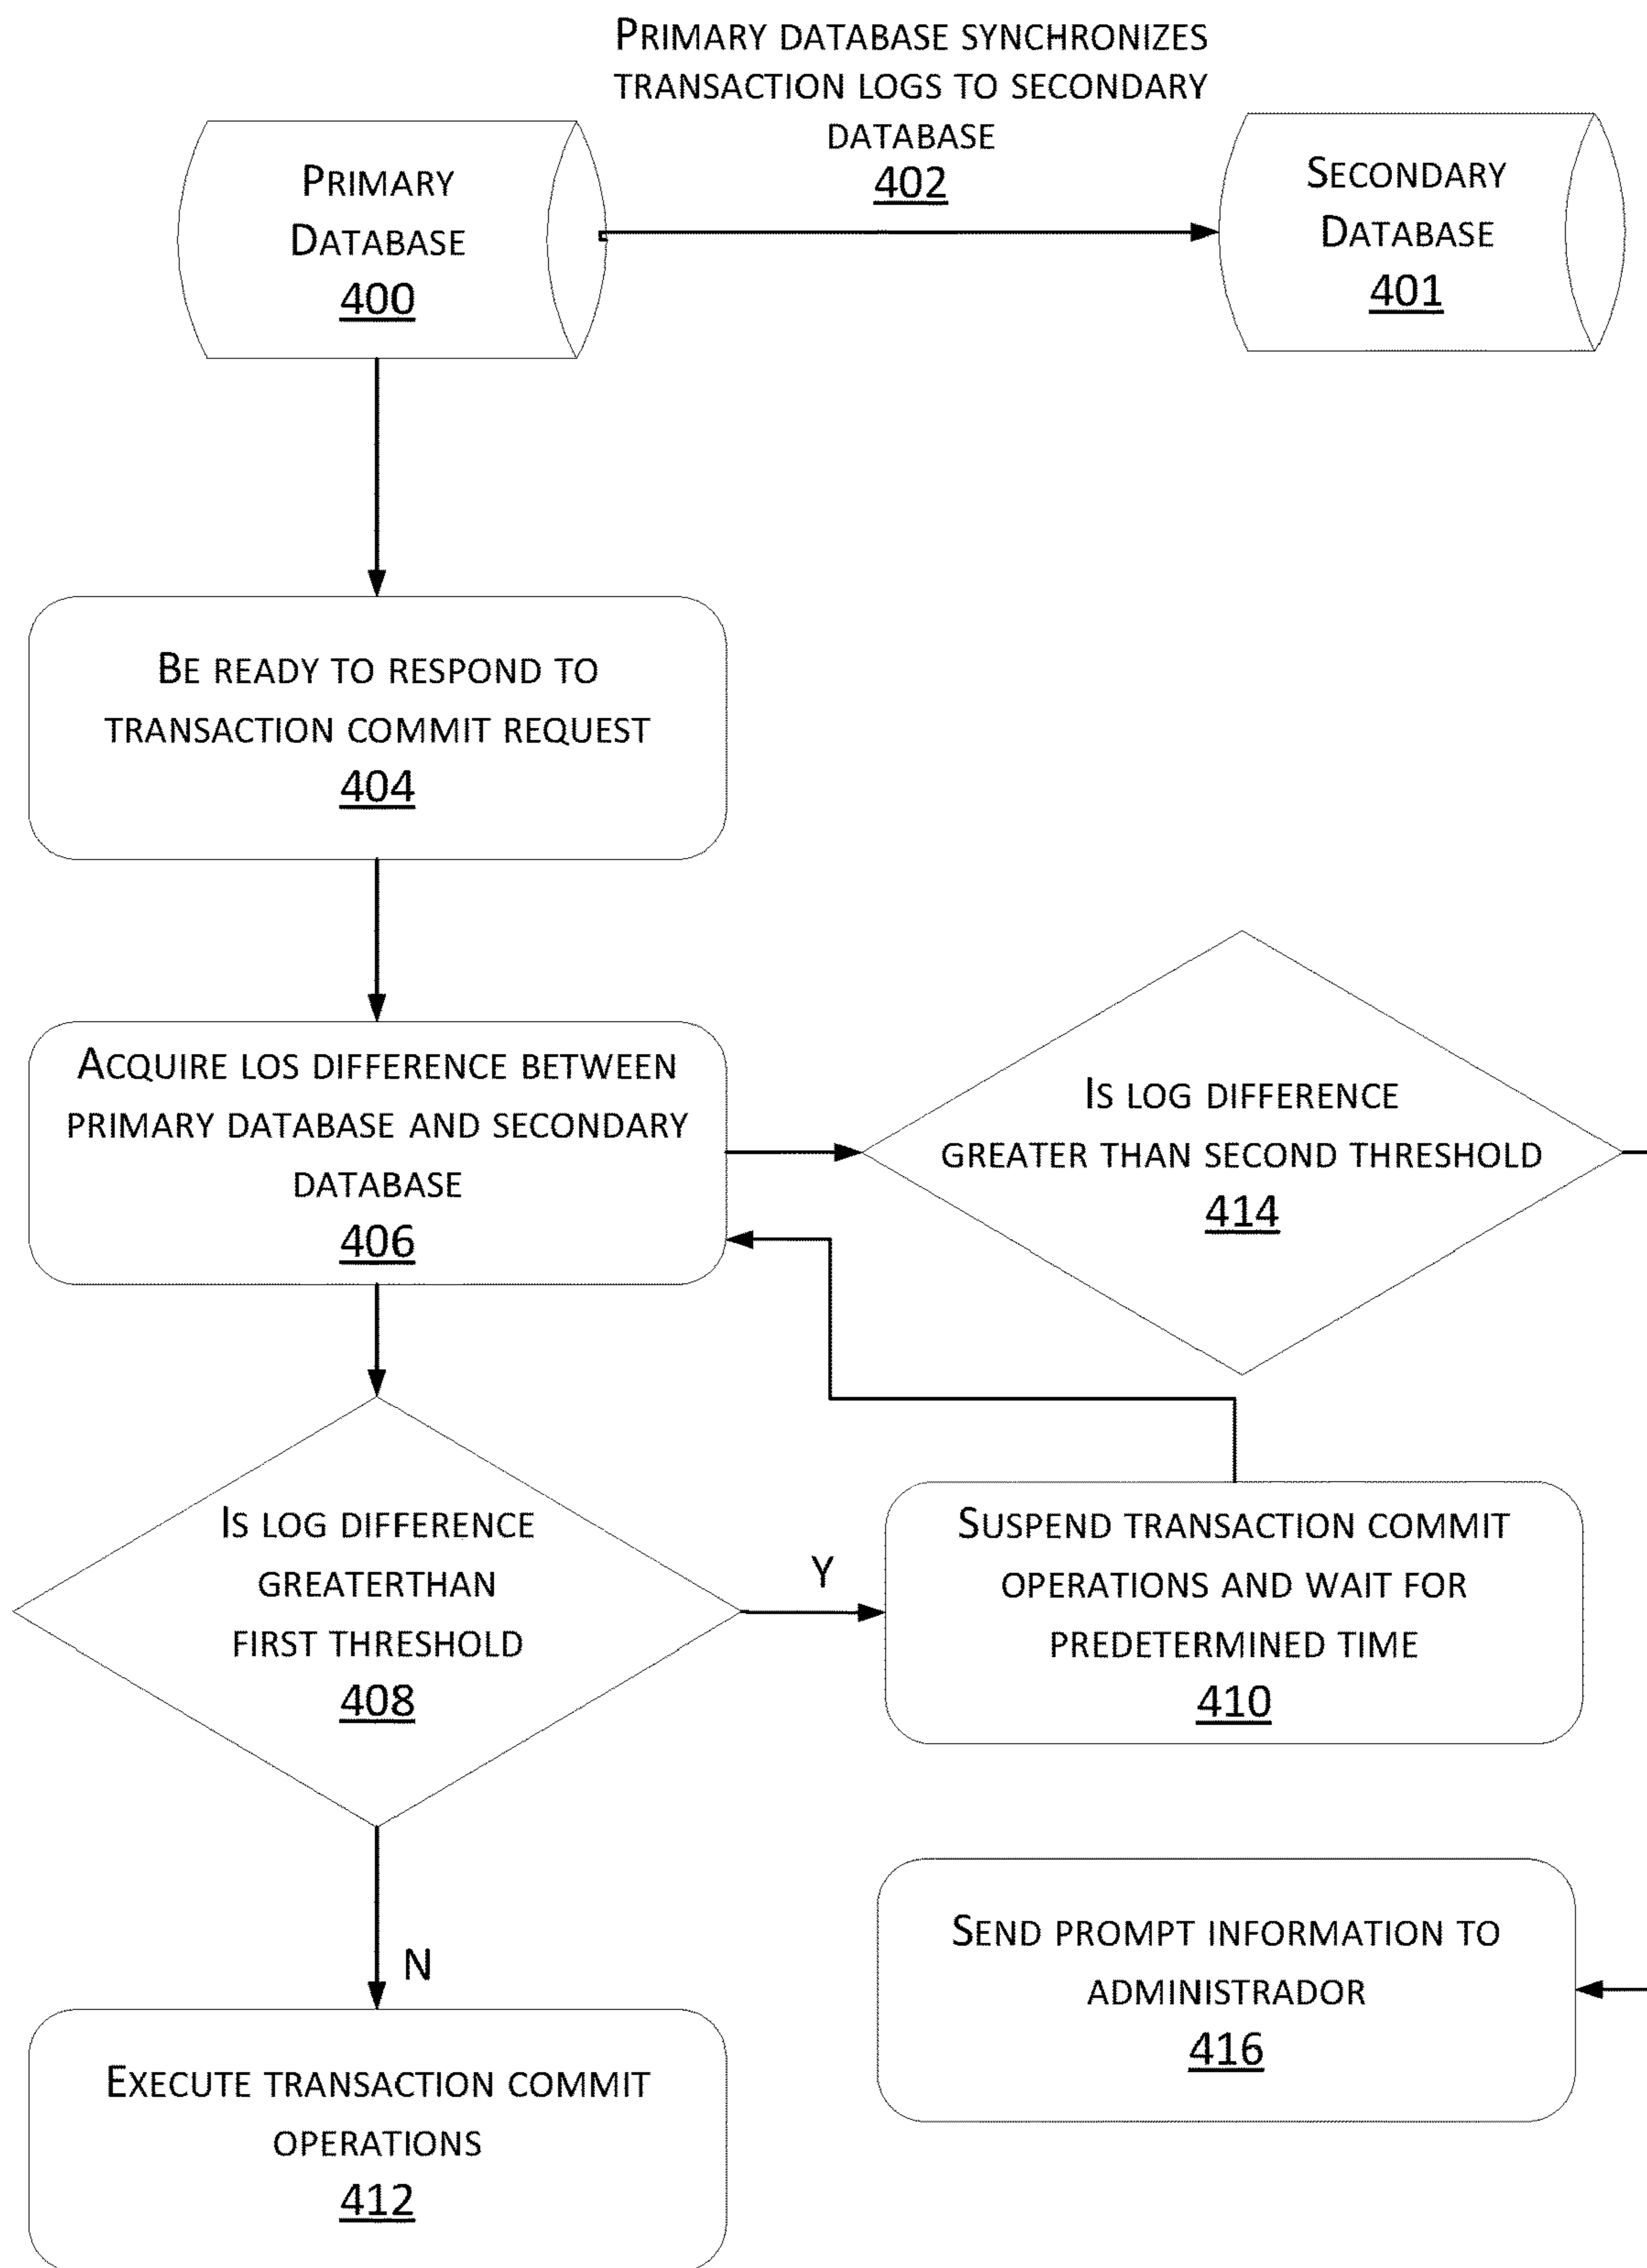 PRIMARY DATABASE SYNCHRONIZES
TRANSACTION LOGS TO SECONDARY
DATABASE
402
PRIMARY
DATABASE
400
SECONDARY
DATABASE
401
BE READY TO RESPOND TO
TRANSACTION COMMIT REQUEST
404
ACQUIRE LOS DIFFERENCE BETWEEN
PRIMARY DATABASE AND SECONDARY
DATABASE
406
IS LOG DIFFERENCE
GREATER THAN SECOND THRESHOLD
414
IS LOG DIFFERENCE
GREATERTHAN
FIRST THRESHOLD
408
Y
SUSPEND TRANSACTION COMMIT
OPERATIONS AND WAIT FOR
PREDETERMINED TIME
410
N
SEND PROMPT INFORMATION TO
ADMINISTRADOR
416
EXECUTE TRANSACTION COMMIT
OPERATIONS
412